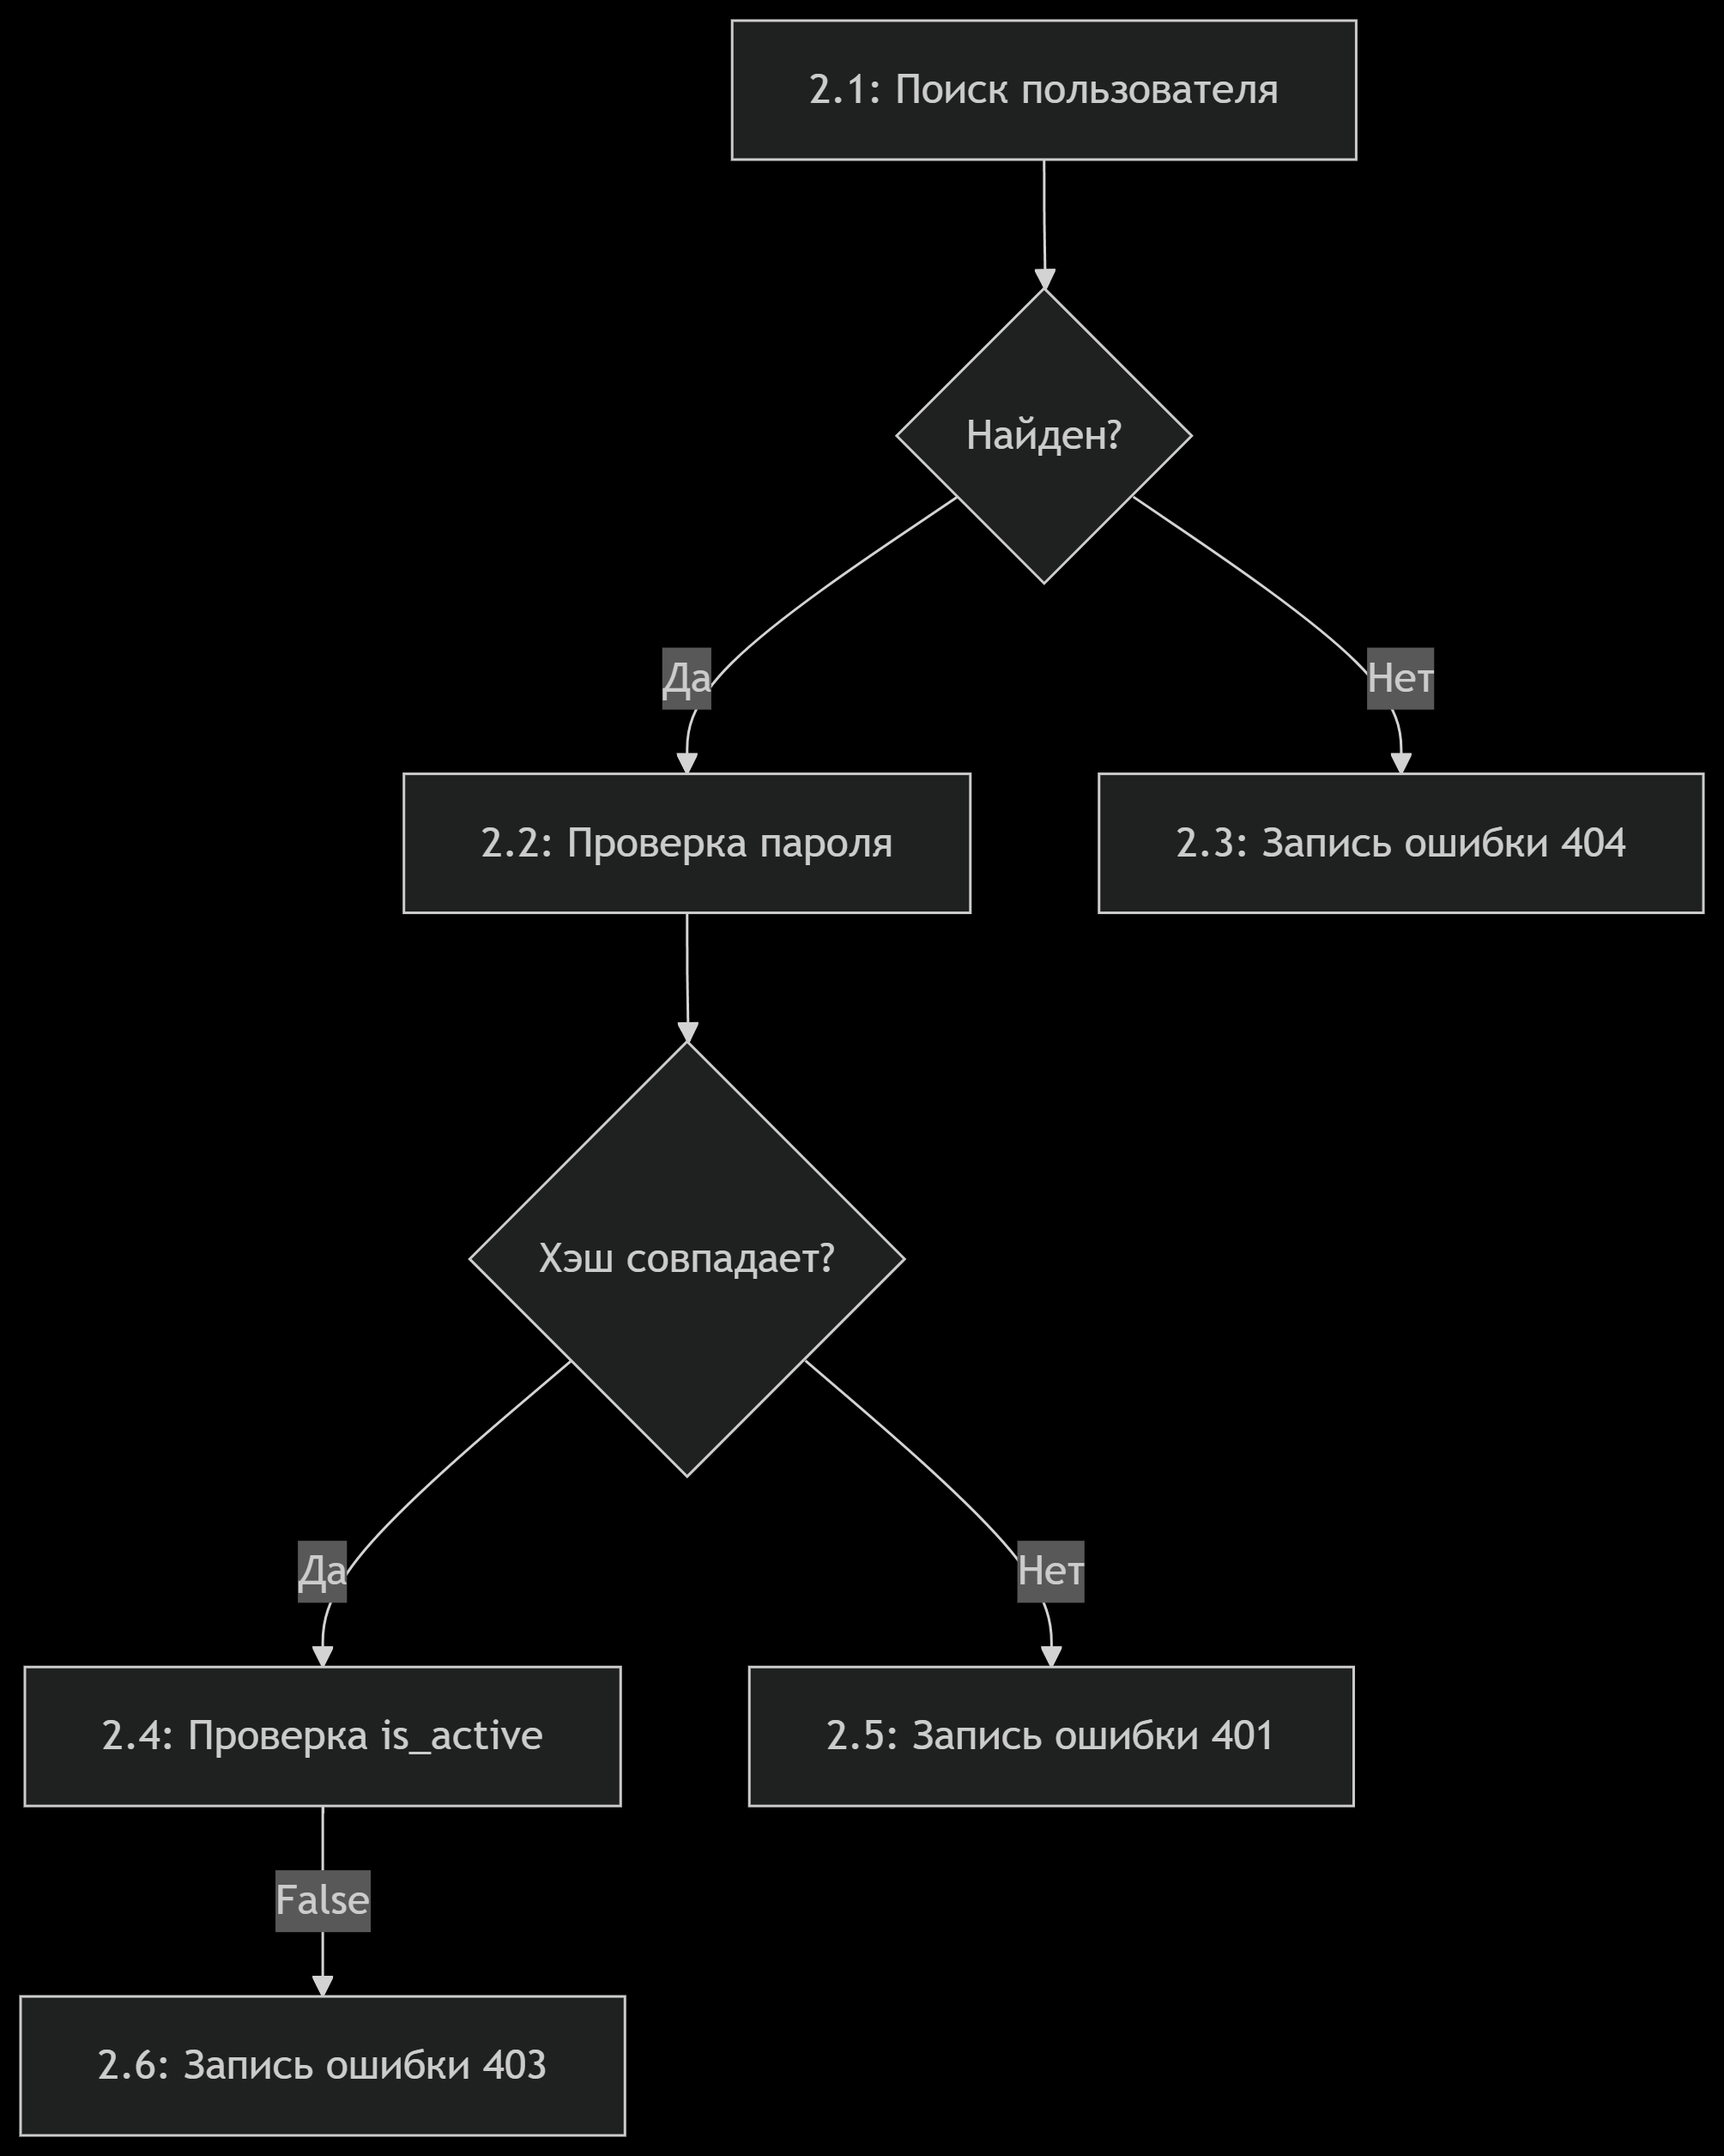 2.1: Поиск пользователя
Найден?
Да
Нет
2.2: Проверка пароля
2.3: Запись ошибки 404
Хэш совпадает?
Да
Нет
2.4: Проверка is_active
2.5: Запись ошибки 401
False
2.6: Запись ошибки 403